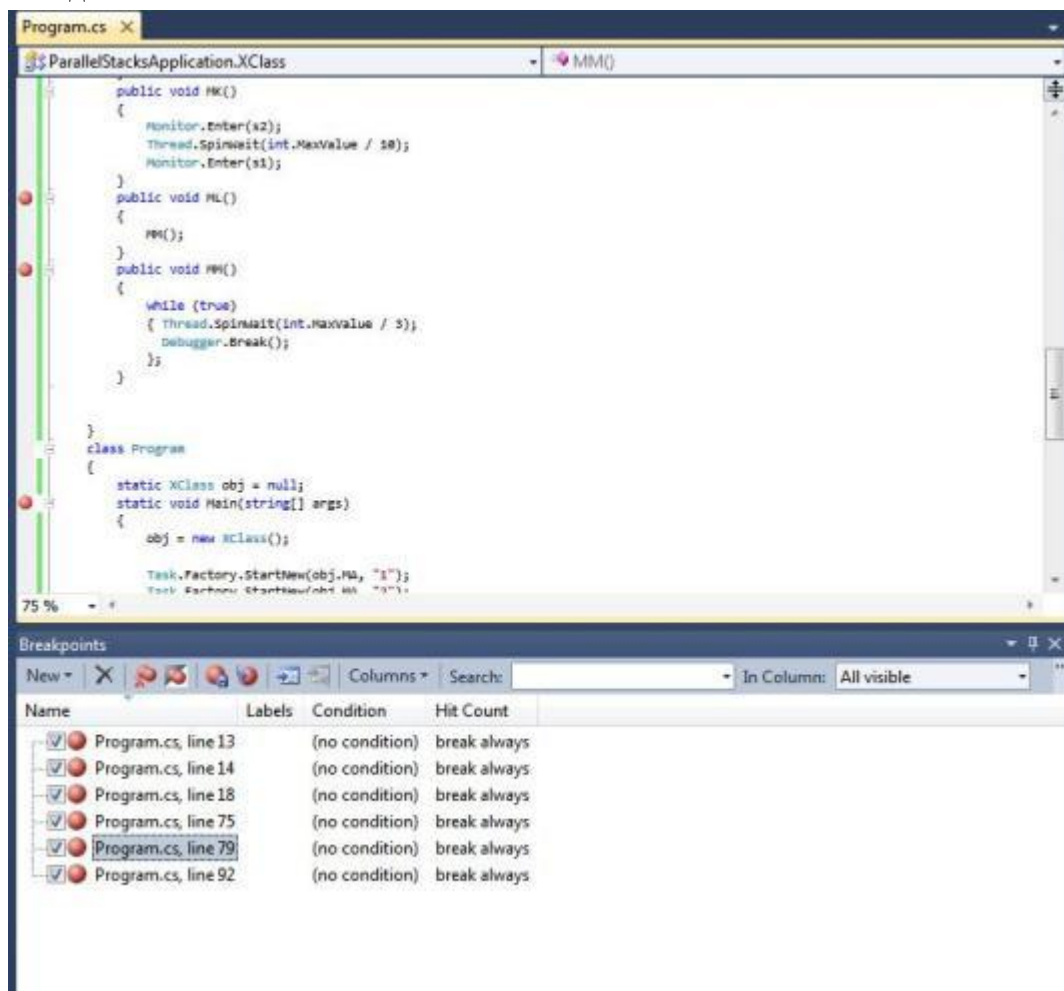 Program.cs
ParallelStacksApplication.XClass
MM()
public void MK()
{
Monitor.Enter(s2);
Thread.SpinWait(int.MaxValue / 10);
Monitor.Enter(s1);
}
public void ML()
{
MM();
}
public void MM()
{
while (true)
{ Thread.SpinWait(int.MaxValue / 3);
Debugger.Break();
};
}
}
class Program
{
static XClass obj = null;
static void Main(string[] args)
{
obj = new XClass();
Task.Factory.StartNew(obj.MA, "1");
75 %
Breakpoints
New Columns Search: In Column: All visible
Name Labels Condition Hit Count
Program.cs, line 13 (no condition) break always
Program.cs, line 14 (no condition) break always
Program.cs, line 18 (no condition) break always
Program.cs, line 75 (no condition) break always
Program.cs, line 79 (no condition) break always
Program.cs, line 92 (no condition) break always